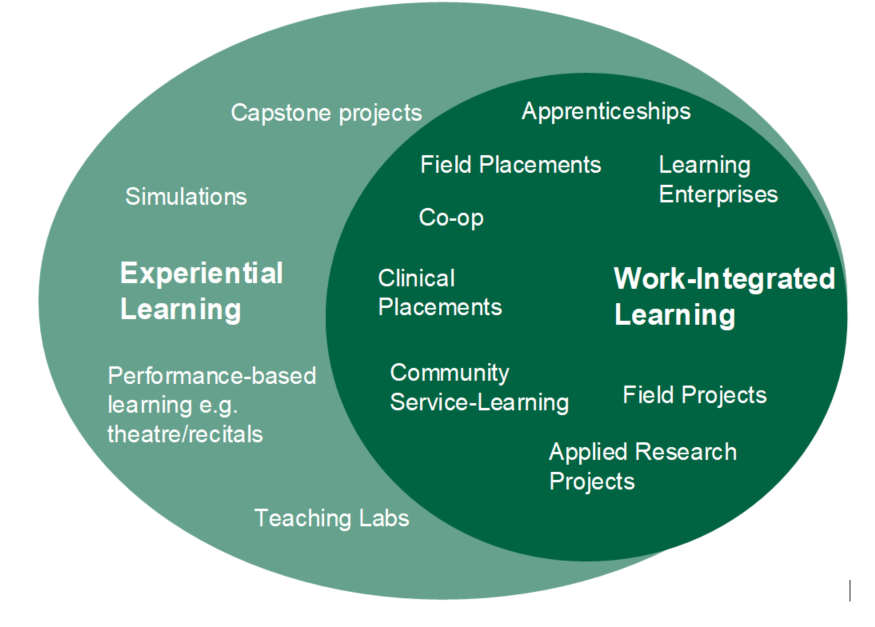 Capstone projects
Simulations
Experiential
Learning
Performance-based
learning e.g.
theatre/recitals
Teaching Labs
Apprenticeships
Field Placements
Learning
Enterprises
Co-op
Clinical
Placements
Work-Integrated
Learning
Community
Service-Learning
Field Projects
Applied Research
Projects